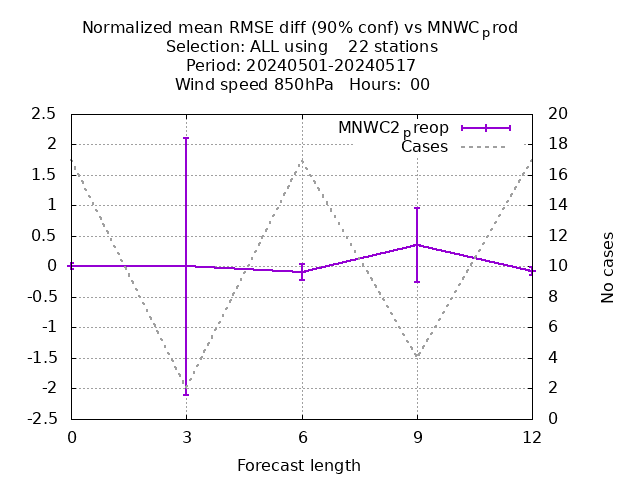 Normalized mean RMSE diff (90% conf) vs MNWCprod
Selection: ALL using 22 stations
Period: 20240501-20240517
Wind speed 850hPa Hours: 00
MNWC2preop
Cases
2.5
2
1.5
1
0.5
0
-0.5
-1
-1.5
-2
-2.5
20
18
16
14
12
10
8
6
4
2
0
No cases
0 3 6 9 12
Forecast length